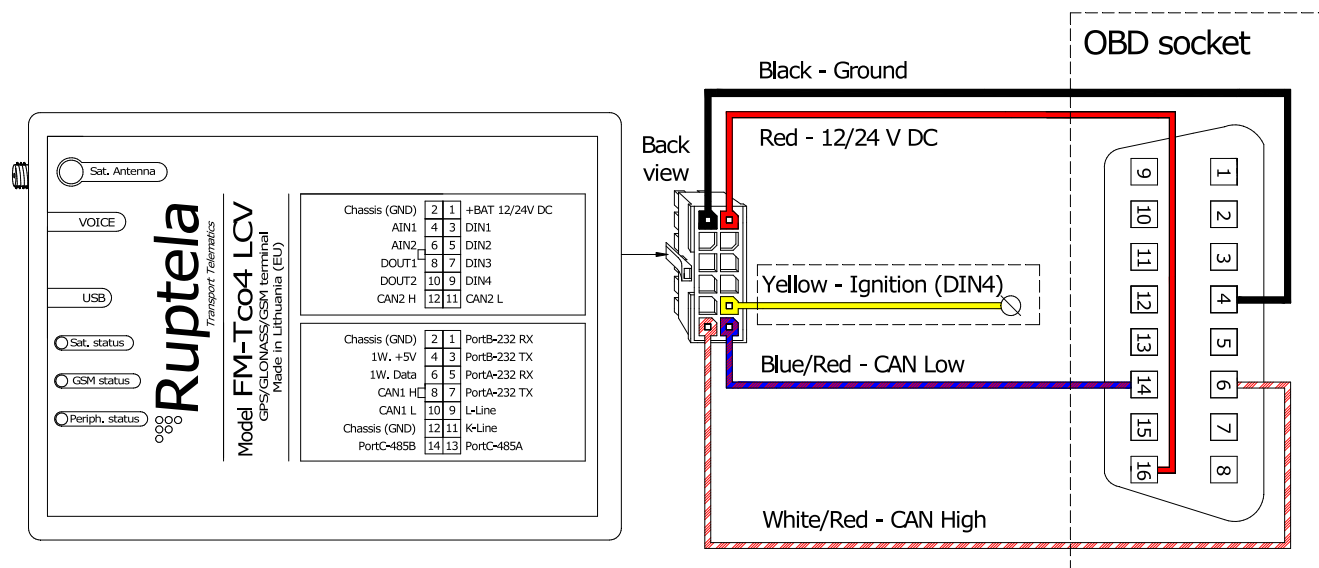 OBD socket
Black - Ground
Red - 12/24 V DC
Back
view
Yellow - Ignition (DIN4)
Blue/Red - CAN Low
White/Red - CAN High
9 1
10 2
11 3
12 4
13 5
14 6
15 7
16 8
Sat. Antenna
VOICE
USB
Sat. status
GSM status
Periph. status
Ruptela
Transport Telematics
Model FM-Tco4 LCV
GPS/GLONASS/GSM terminal
Made in Lithuania (EU)
Chassis (GND) 2 1 +BAT 12/24V DC
AIN1 4 3 DIN1
AIN2 6 5 DIN2
DOUT1 8 7 DIN3
DOUT2 10 9 DIN4
CAN2 H 12 11 CAN2 L
Chassis (GND) 2 1 PortB-232 RX
1W. +5V 4 3 PortB-232 TX
1W. Data 6 5 PortA-232 RX
CAN1 H 8 7 PortA-232 TX
CAN1 L 10 9 L-Line
Chassis (GND) 12 11 K-Line
PortC-485B 14 13 PortC-485A